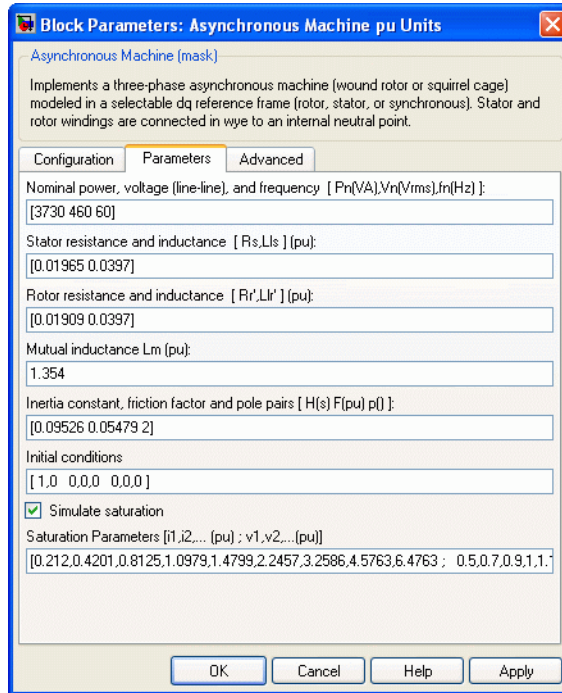 Block Parameters: Asynchronous Machine pu Units
Asynchronous Machine (mask)
Implements a three-phase asynchronous machine (wound rotor or squirrel cage)
modeled in a selectable dq reference frame (rotor, stator, or synchronous). Stator and
rotor windings are connected in wye to an internal neutral point.
Configuration Parameters Advanced
Nominal power, voltage (line-line), and frequency [ Pn(VA),Vn(Vrms),fn(Hz) ]:
[3730 460 60]
Stator resistance and inductance [ Rs,Lls ] (pu):
[0.01965 0.0397]
Rotor resistance and inductance [ Rr',Llr' ] (pu):
[0.01909 0.0397]
Mutual inductance Lm (pu):
1.354
Inertia constant, friction factor and pole pairs [ H(s) F(pu) p() ]:
[0.09526 0.05479 2]
Initial conditions
[ 1,0 0,0,0 0,0,0 ]
Simulate saturation
Saturation Parameters [i1,i2,... (pu) ; v1,v2,...(pu)]
[0.212,0.4201,0.8125,1.0979,1.4799,2.2457,3.2586,4.5763,6.4763 ; 0.5,0.7,0.9,1,1.
OK Cancel Help Apply